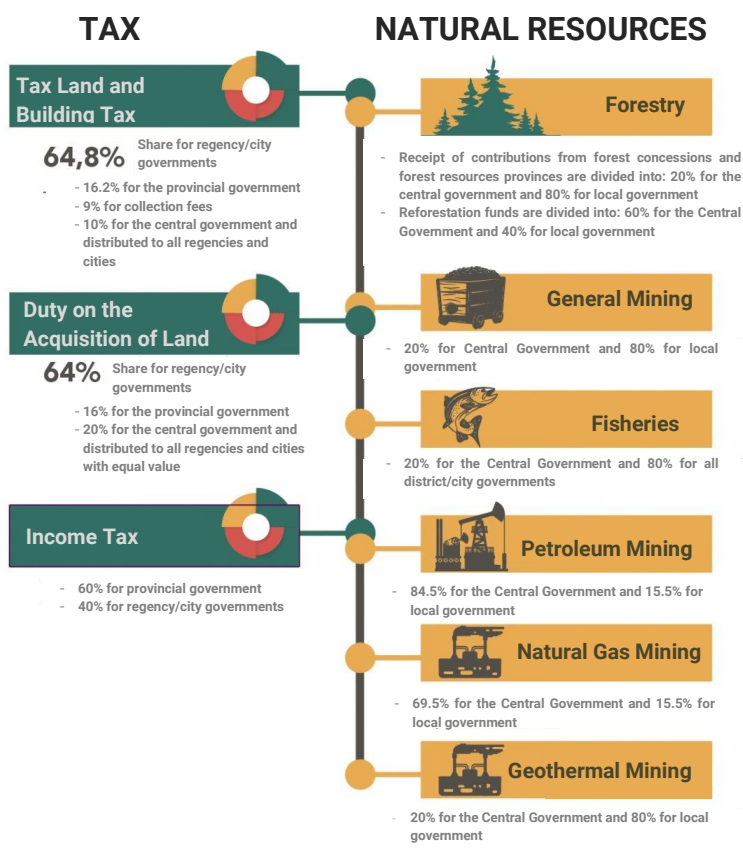 TAX
Tax Land and
Building Tax
64,8%
Share for regency/city
governments
- 16.2% for the provincial government
- 9% for collection fees
- 10% for the central government and
distributed to all regencies and
cities
Duty on the
Acquisition of Land
64%
Share for regency/city
governments
- 16% for the provincial government
- 20% for the central government and
distributed to all regencies and cities
with equal value
Income Tax
- 60% for provincial government
- 40% for regency/city governments
NATURAL RESOURCES
Forestry
- Receipt of contributions from forest concessions and
forest resources provinces are divided into: 20% for the
central government and 80% for local government
- Reforestation funds are divided into: 60% for the Central
Government and 40% for local government
General Mining
- 20% for Central Government and 80% for local
government
Fisheries
- 20% for the Central Government and 80% for all
district/city governments
Petroleum Mining
- 84.5% for the Central Government and 15.5% for
local government
Natural Gas Mining
- 69.5% for the Central Government and 15.5% for
local government
Geothermal Mining
- 20% for the Central Government and 80% for local
government